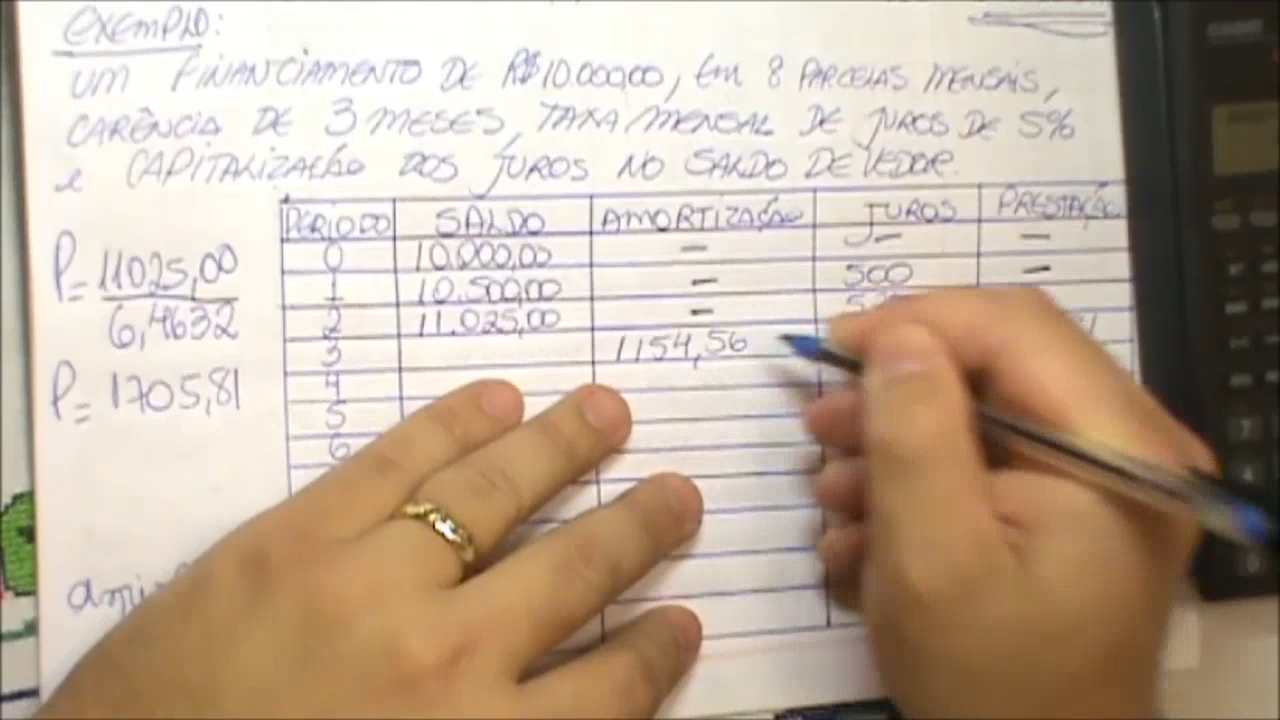 EXEMPLO:
UM FINANCIAMENTO DE R$10.000,00, EM 8 PARCELAS MENSAIS,
CARÊNCIA DE 3 MESES, TAXA MENSAL DE JUROS DE 5%
e CAPITALIZAÇÃO DOS JUROS NO SALDO DEVEDOR.
PERÍODO SALDO AMORTIZAÇÃO JUROS PRESTAÇÃO
0 10.000,00 - - -
1 10.500,00 - 500 -
2 11.025,00 -
3 1154,56
4
5
6
P= 11025,00
6,4632
P= 1705,81